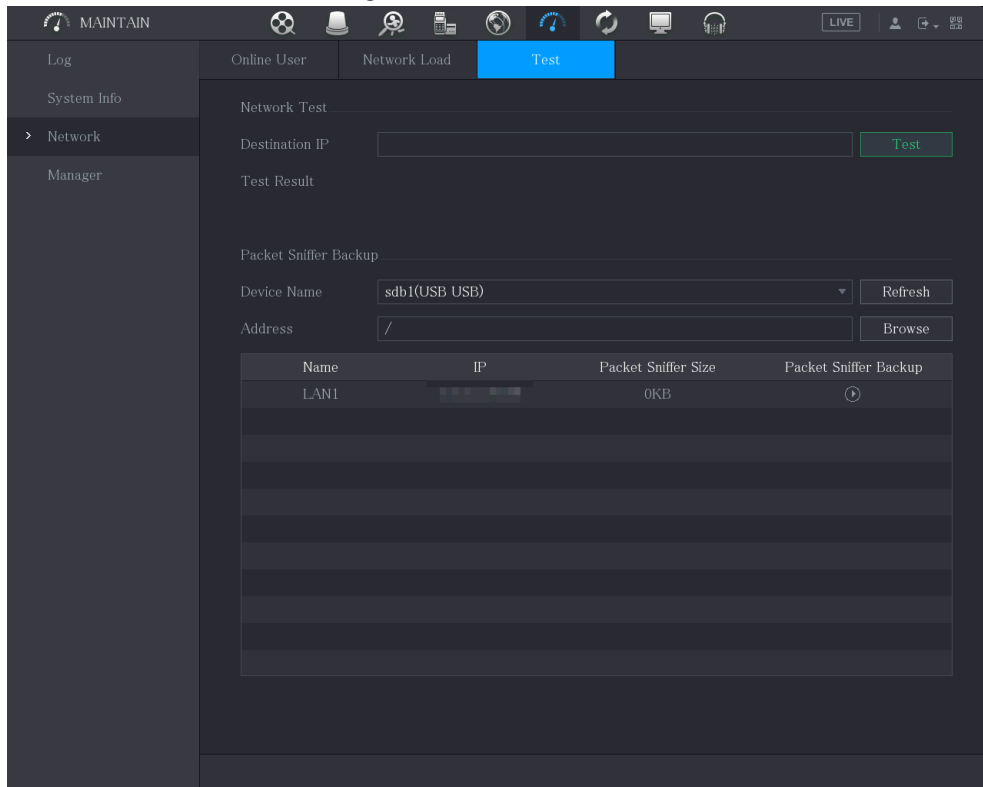 MAINTAIN
LIVE
Log
System Info
Network
Manager
Online User Network Load Test
Network Test
Destination IP Test
Test Result
Packet Sniffer Backup
Device Name sdb1(USB USB) Refresh
Address / Browse
Name IP Packet Sniffer Size Packet Sniffer Backup
LAN1 0KB